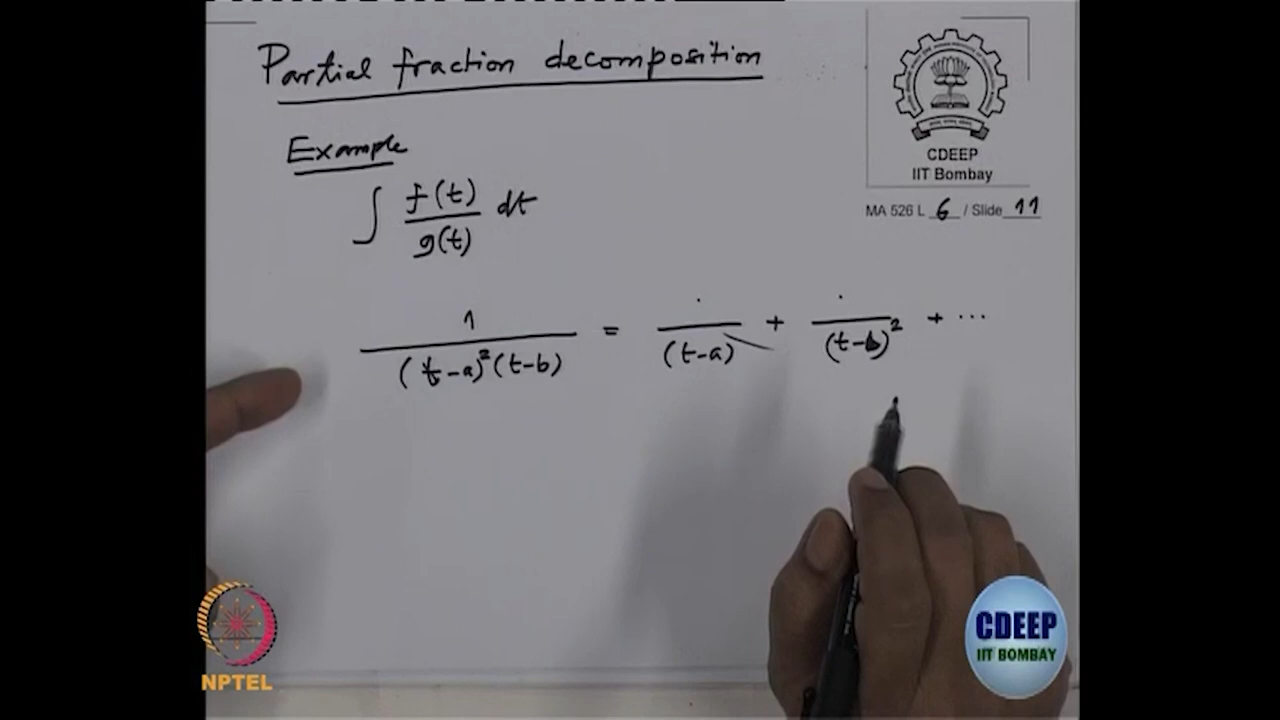 Partial fraction decomposition
CDEEP
IIT Bombay
MA 526 L 6 / Slide 11
Example
∫ f(t)/g(t) dt
1/((t-a)²(t-b)) = ·/(t-a) + ·/(t-b)² + ...
NPTEL
CDEEP
IIT BOMBAY